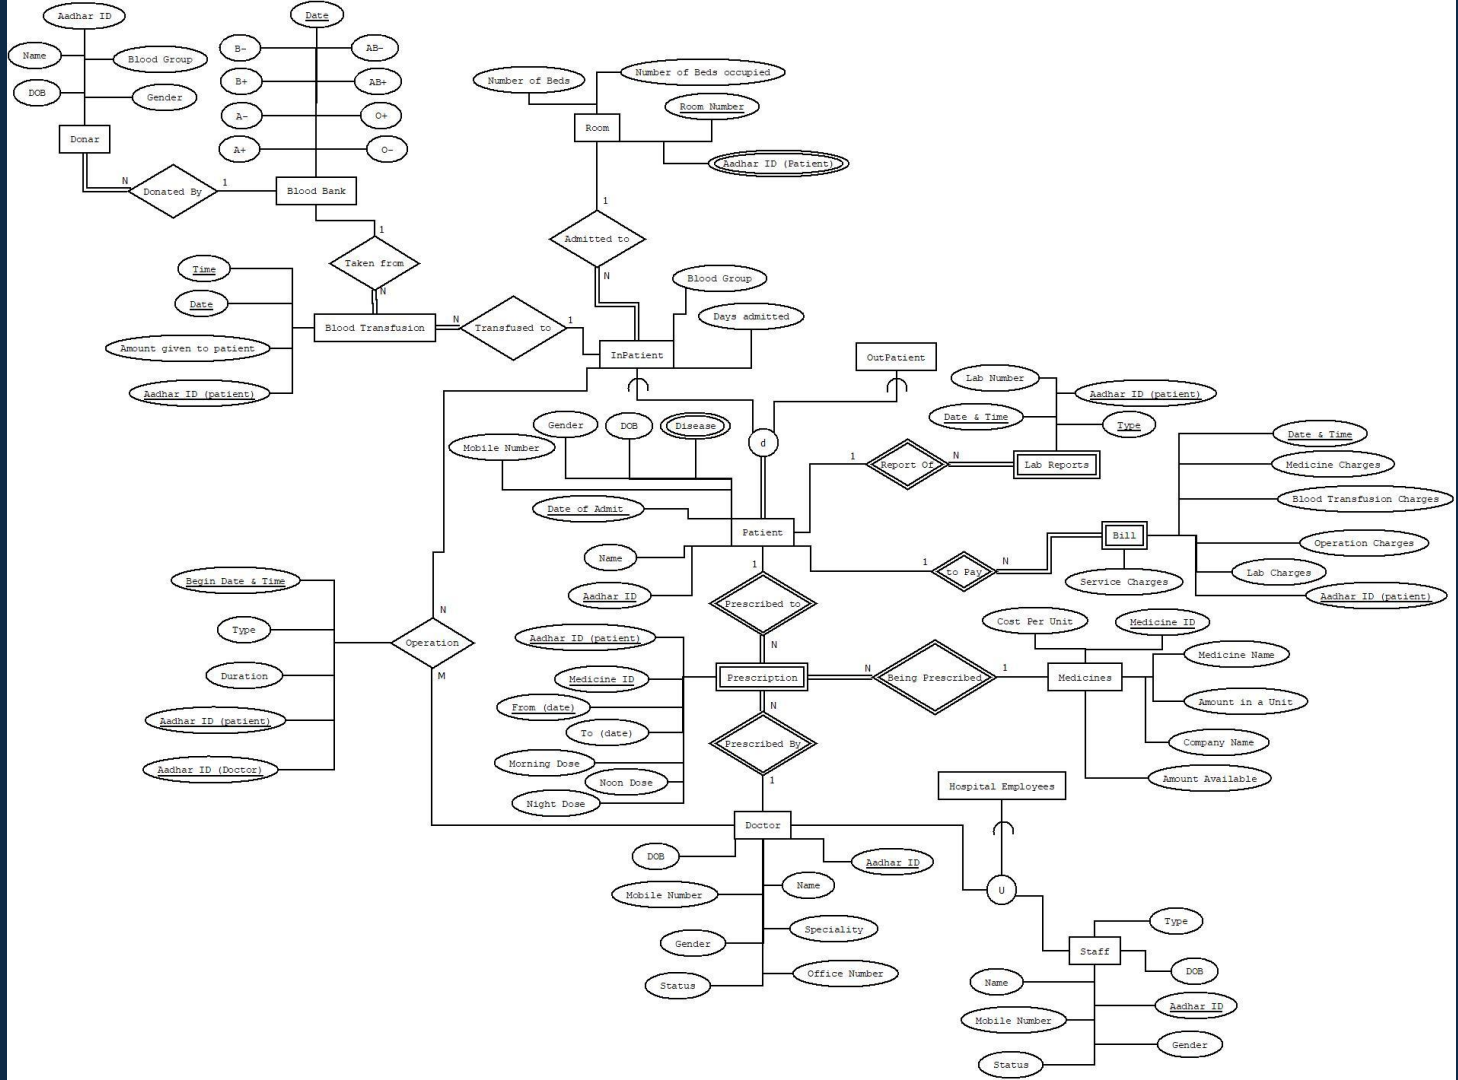 Aadhar ID
Date
Name
Blood Group
DOB
Gender
B-
AB-
B+
AB+
A-
O+
A+
O-
Donar
N
Donated By
1
Blood Bank
Number of Beds
Number of Beds occupied
Room Number
Room
Aadhar ID (Patient)
1
Admitted to
N
1
Taken from
N
Time
Date
Amount given to patient
Aadhar ID (patient)
Blood Transfusion
N
Transfused to
1
Blood Group
Days admitted
InPatient
OutPatient
Lab Number
Aadhar ID (patient)
Date & Time
Type
Gender
DOB
Disease
Mobile Number
d
1
Report Of
N
Lab Reports
Date & Time
Medicine Charges
Blood Transfusion Charges
Date of Admit
Patient
Bill
Operation Charges
Name
1
1
to Pay
N
Service Charges
Lab Charges
Aadhar ID (patient)
Aadhar ID
Prescribed to
N
Begin Date & Time
Type
Duration
Aadhar ID (patient)
Aadhar ID (Doctor)
N
Operation
M
Aadhar ID (patient)
Medicine ID
From (date)
To (date)
Morning Dose
Noon Dose
Night Dose
Prescription
N
Being Prescribed
1
Medicines
Cost Per Unit
Medicine ID
Medicine Name
Amount in a Unit
Company Name
Amount Available
N
Prescribed By
1
Hospital Employees
Doctor
DOB
Aadhar ID
Mobile Number
Name
Gender
Speciality
Status
Office Number
U
Type
Staff
DOB
Name
Aadhar ID
Mobile Number
Gender
Status